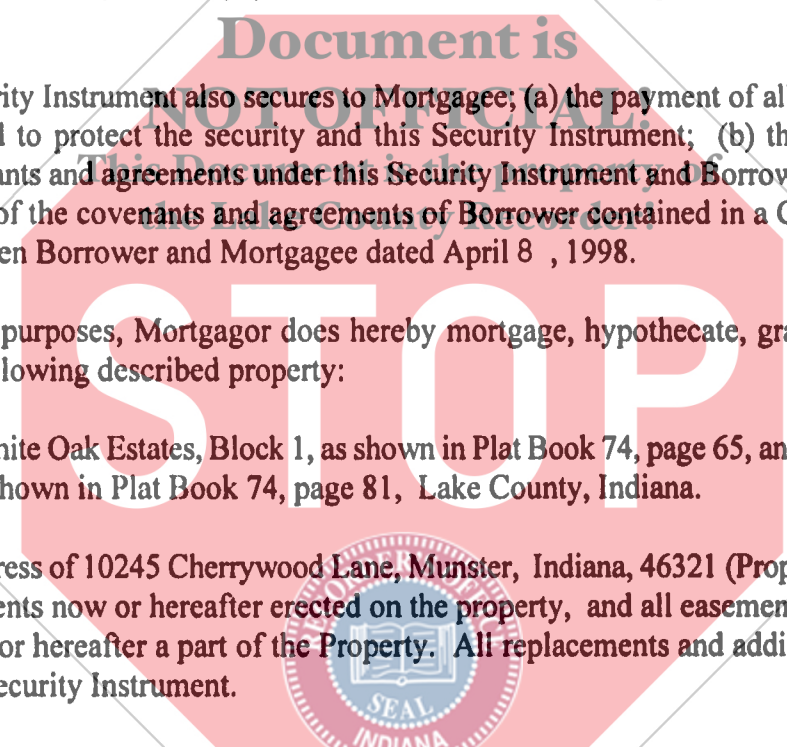 Document is
rity Instrument also secures to Mortgagee; (a) the payment of al
NOT OFFICIAL!
d to protect the security and this Security Instrument; (b) th
This Document is the property of
ants and agreements under this Security Instrument and Borrow
the Lake County Recorder!
of the covenants and agreements of Borrower contained in a C
en Borrower and Mortgagee dated April 8 , 1998.
STOP
purposes, Mortgagor does hereby mortgage, hypothecate, gra
lowing described property:
hite Oak Estates, Block 1, as shown in Plat Book 74, page 65, an
hown in Plat Book 74, page 81, Lake County, Indiana.
ress of 10245 Cherrywood Lane, Munster, Indiana, 46321 (Prop
ents now or hereafter erected on the property, and all easemen
or hereafter a part of the Property. All replacements and addi
ecurity Instrument.
RECORDER'S OFFICE
SEAL
INDIANA